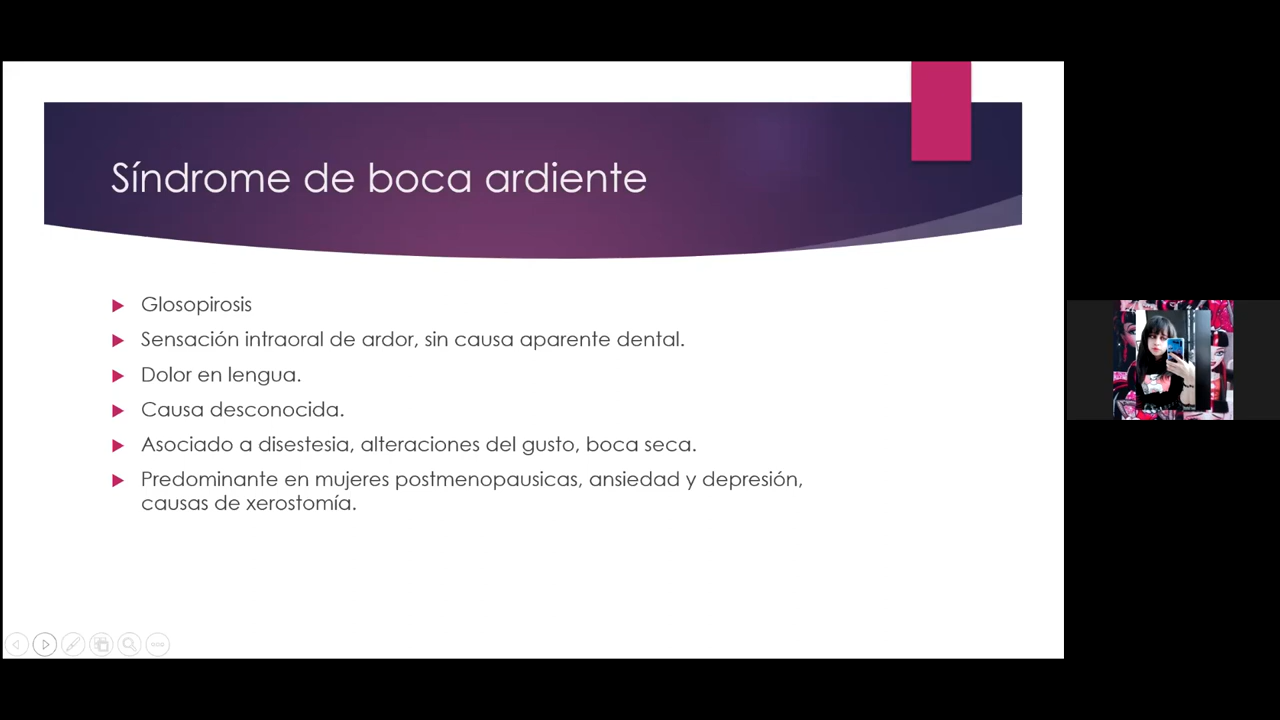 Síndrome de boca ardiente
Glosopirosis
Sensación intraoral de ardor, sin causa aparente dental.
Dolor en lengua.
Causa desconocida.
Asociado a disestesia, alteraciones del gusto, boca seca.
Predominante en mujeres postmenopausicas, ansiedad y depresión,
causas de xerostomía.